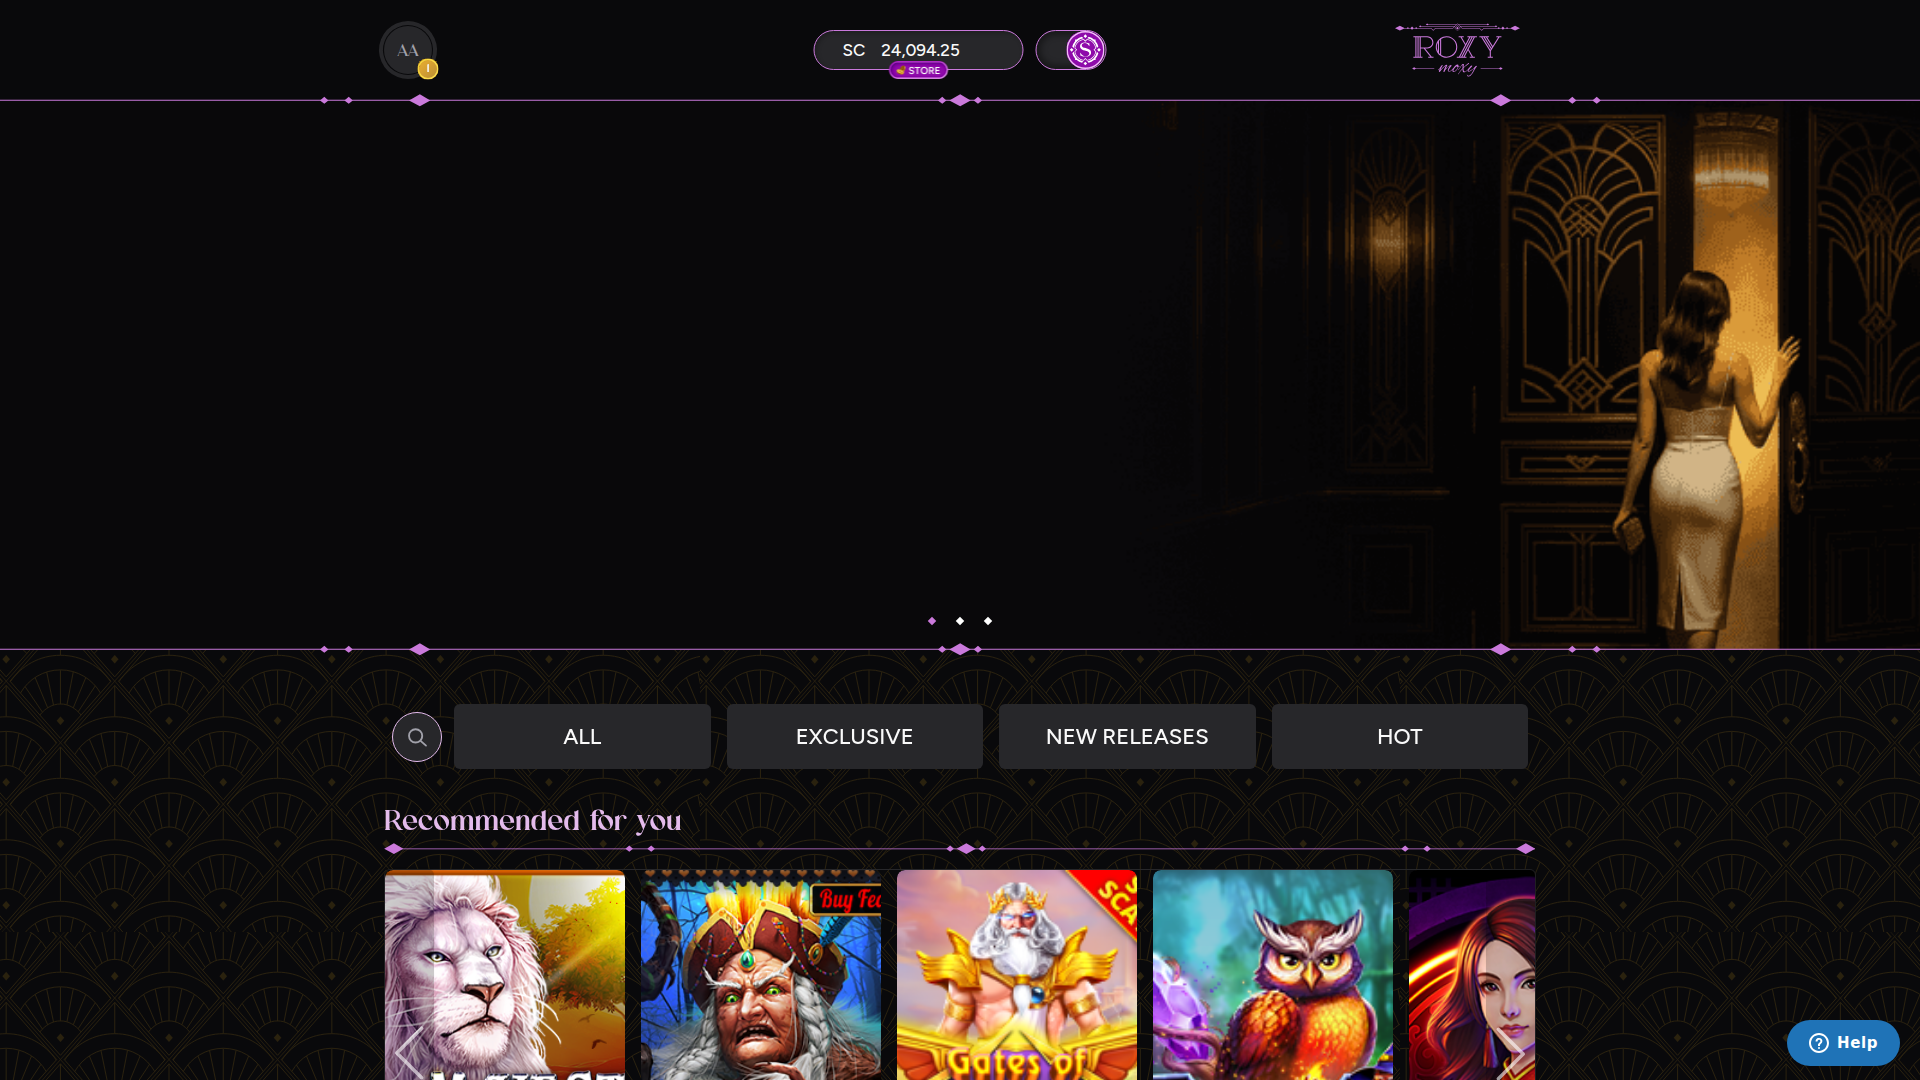 AA
I
SC 24,094.25
STORE
S
ROXY
moxy
ALL
EXCLUSIVE
NEW RELEASES
HOT
Recommended for you
Buy Fea
SCA
Gates of
Help